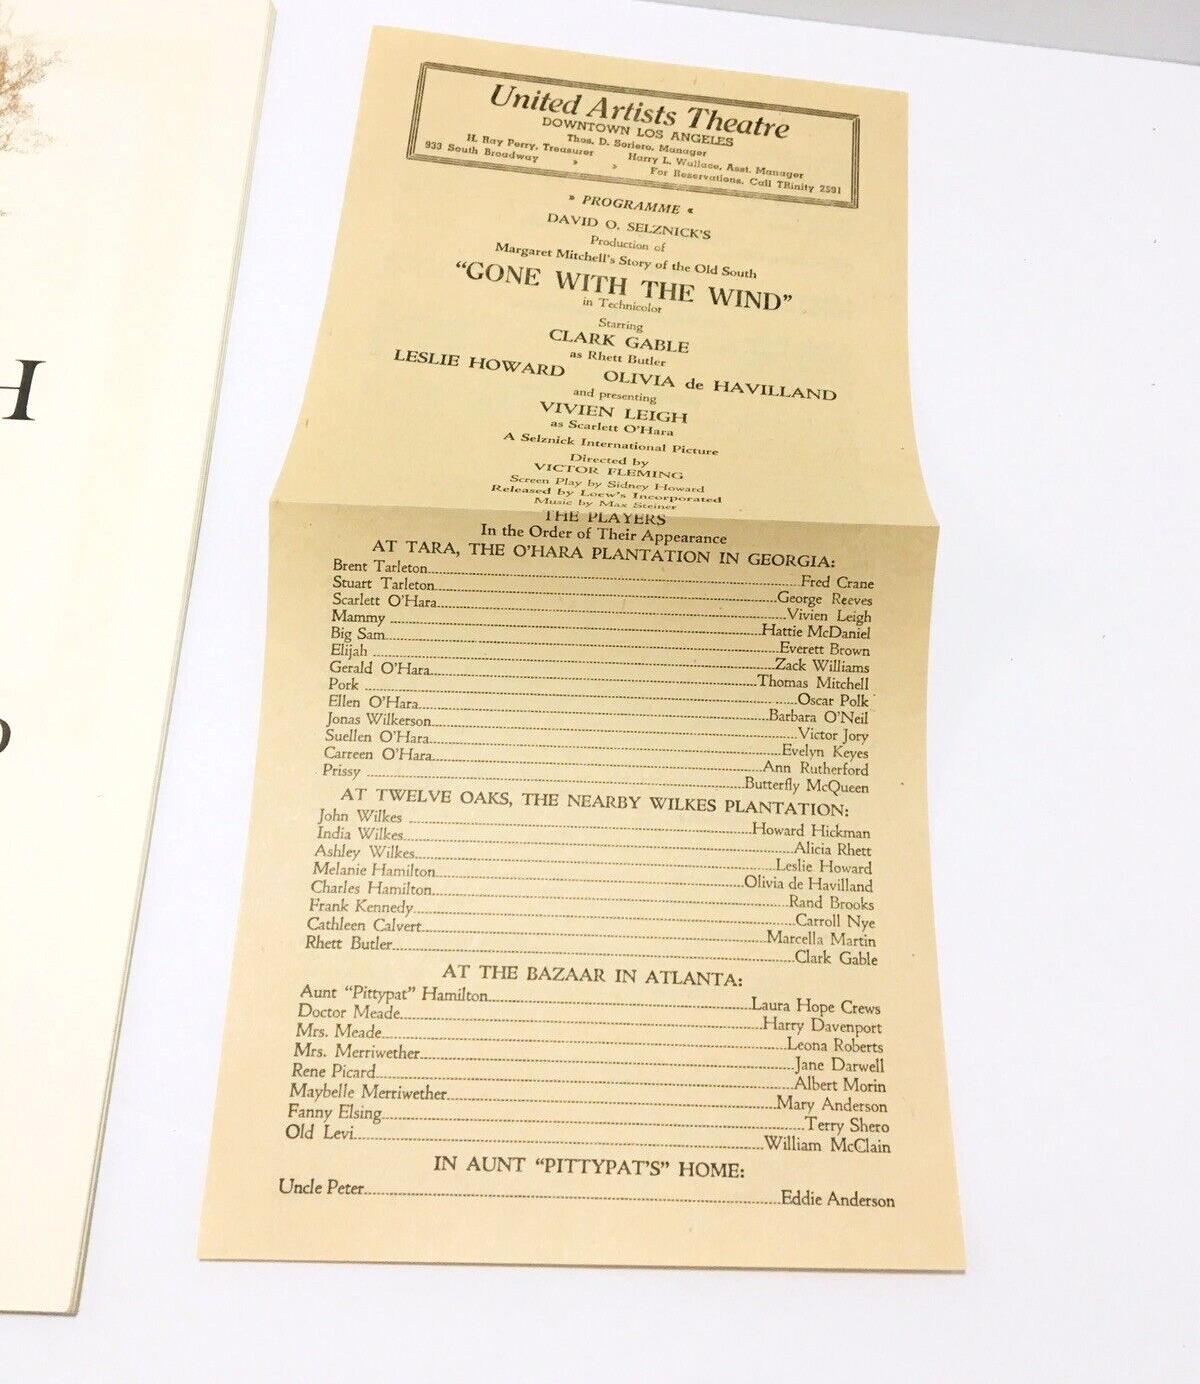 United Artists Theatre
DOWNTOWN LOS ANGELES
Thos. D. Soriero, Manager
H. Ray Perry, Treasurer Harry L. Wallace, Asst. Manager
933 South Broadway » » For Reservations, Call TRinity 2591
» PROGRAMME «
DAVID O. SELZNICK'S
Production of
Margaret Mitchell's Story of the Old South
"GONE WITH THE WIND"
in Technicolor
Starring
CLARK GABLE
as Rhett Butler
LESLIE HOWARD OLIVIA de HAVILLAND
and presenting
VIVIEN LEIGH
as Scarlett O'Hara
A Selznick International Picture
Directed by
VICTOR FLEMING
Screen Play by Sidney Howard
Released by Loew's Incorporated
Music by Max Steiner
THE PLAYERS
In the Order of Their Appearance
AT TARA, THE O'HARA PLANTATION IN GEORGIA:
Brent Tarleton Fred Crane
Stuart Tarleton George Reeves
Scarlett O'Hara Vivien Leigh
Mammy Hattie McDaniel
Big Sam Everett Brown
Elijah Zack Williams
Gerald O'Hara Thomas Mitchell
Pork Oscar Polk
Ellen O'Hara Barbara O'Neil
Jonas Wilkerson Victor Jory
Suellen O'Hara Evelyn Keyes
Carreen O'Hara Ann Rutherford
Prissy Butterfly McQueen
AT TWELVE OAKS, THE NEARBY WILKES PLANTATION:
John Wilkes Howard Hickman
India Wilkes Alicia Rhett
Ashley Wilkes Leslie Howard
Melanie Hamilton Olivia de Havilland
Charles Hamilton Rand Brooks
Frank Kennedy Carroll Nye
Cathleen Calvert Marcella Martin
Rhett Butler Clark Gable
AT THE BAZAAR IN ATLANTA:
Aunt "Pittypat" Hamilton Laura Hope Crews
Doctor Meade Harry Davenport
Mrs. Meade Leona Roberts
Mrs. Merriwether Jane Darwell
Rene Picard Albert Morin
Maybelle Merriwether Mary Anderson
Fanny Elsing Terry Shero
Old Levi William McClain
IN AUNT "PITTYPAT'S" HOME:
Uncle Peter Eddie Anderson